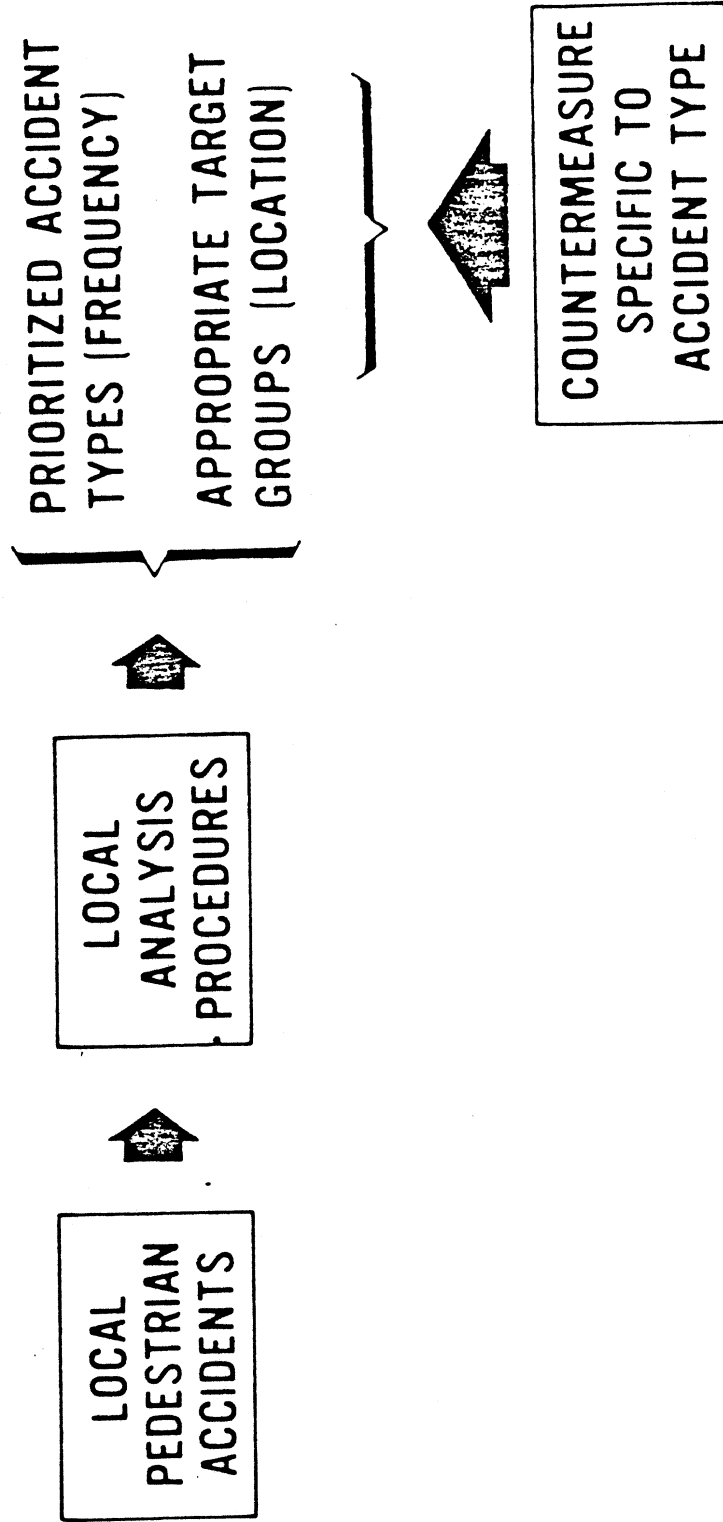 LOCAL
PEDESTRIAN
ACCIDENTS
LOCAL
ANALYSIS
PROCEDURES
PRIORITIZED ACCIDENT
TYPES (FREQUENCY)
APPROPRIATE TARGET
GROUPS (LOCATION)
COUNTERMEASURE
SPECIFIC TO
ACCIDENT TYPE